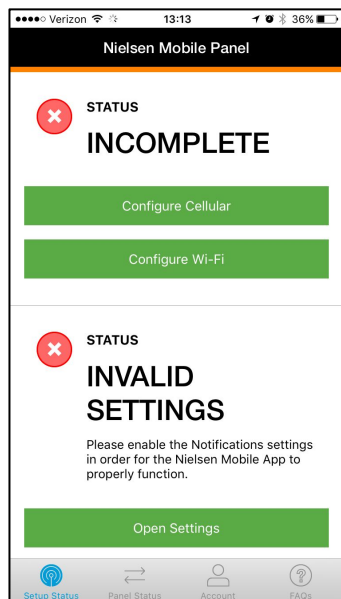 Verizon 13:13 36%
Nielsen Mobile Panel
STATUS
INCOMPLETE
Configure Cellular
Configure Wi-Fi
STATUS
INVALID
SETTINGS
Please enable the Notifications settings
in order for the Nielsen Mobile App to
properly function.
Open Settings
Setup Status Panel Status Account FAQs